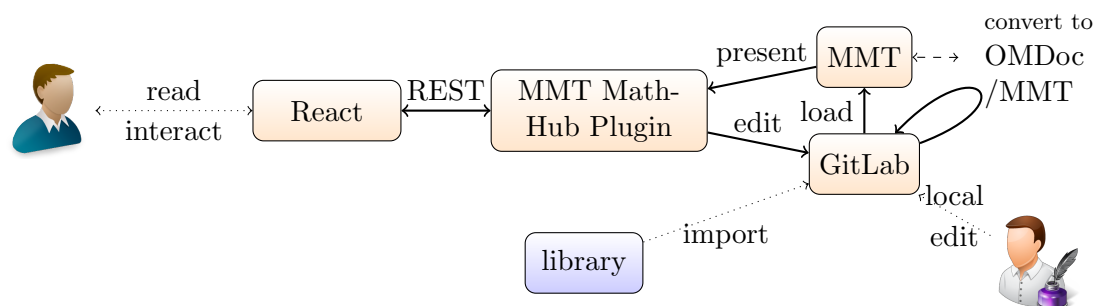 convert to
OMDoc
/MMT
present
MMT
read
interact
React
REST
MMT Math-
Hub Plugin
edit
load
GitLab
local
edit
import
library